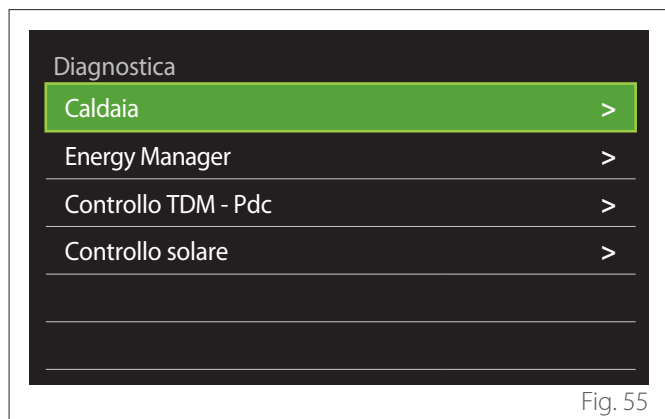 Diagnostica
Caldaia >
Energy Manager >
Controllo TDM - Pdc >
Controllo solare >
Fig. 55